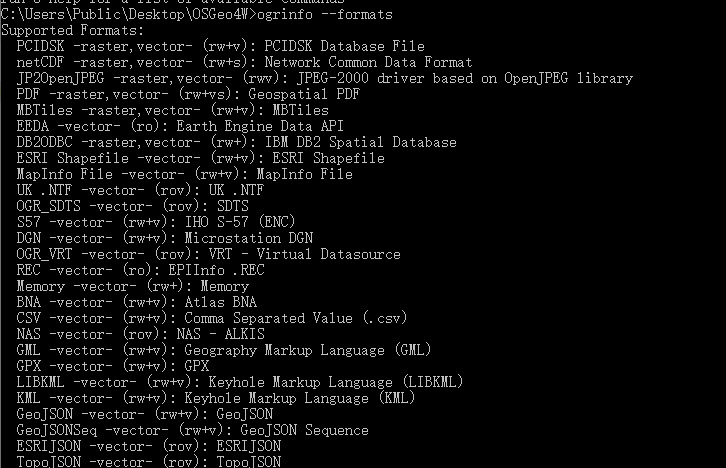 C:\Users\Public\Desktop\OSGeo4W>ogrinfo --formats
Supported Formats:
PCIDSK -raster,vector- (rw+v): PCIDSK Database File
netCDF -raster,vector- (rw+s): Network Common Data Format
JP2OpenJPEG -raster,vector- (rwv): JPEG-2000 driver based on OpenJPEG library
PDF -raster,vector- (rw+vs): Geospatial PDF
MBTiles -raster,vector- (rw+v): MBTiles
EEDA -vector- (ro): Earth Engine Data API
DB2ODBC -raster,vector- (rw+): IBM DB2 Spatial Database
ESRI Shapefile -vector- (rw+v): ESRI Shapefile
MapInfo File -vector- (rw+v): MapInfo File
UK .NTF -vector- (rov): UK .NTF
OGR_SDTS -vector- (rov): SDTS
S57 -vector- (rw+v): IHO S-57 (ENC)
DGN -vector- (rw+v): Microstation DGN
OGR_VRT -vector- (rov): VRT - Virtual Datasource
REC -vector- (ro): EPIInfo .REC
Memory -vector- (rw+): Memory
BNA -vector- (rw+v): Atlas BNA
CSV -vector- (rw+v): Comma Separated Value (.csv)
NAS -vector- (rov): NAS - ALKIS
GML -vector- (rw+v): Geography Markup Language (GML)
GPX -vector- (rw+v): GPX
LIBKML -vector- (rw+v): Keyhole Markup Language (LIBKML)
KML -vector- (rw+v): Keyhole Markup Language (KML)
GeoJSON -vector- (rw+v): GeoJSON
GeoJSONSeq -vector- (rw+v): GeoJSON Sequence
ESRIJSON -vector- (rov): ESRIJSON
TopoJSON -vector- (rov): TopoJSON